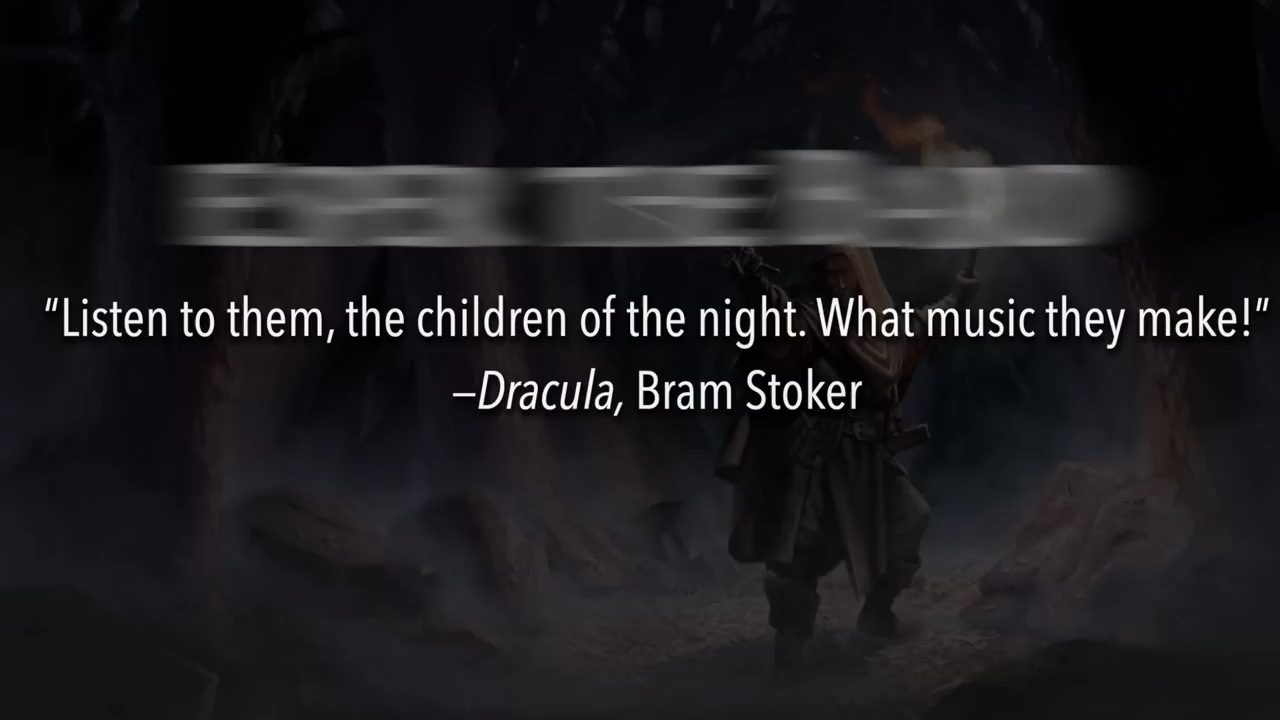 "Listen to them, the children of the night. What music they make!"
–Dracula, Bram Stoker